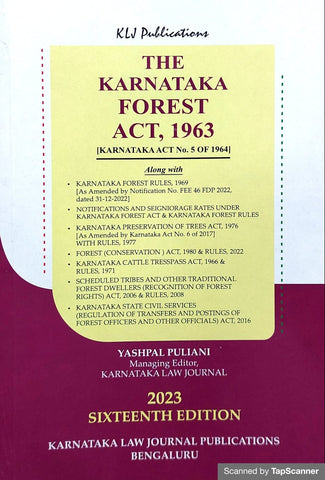 KLJ Publications
THE
KARNATAKA
FOREST
ACT, 1963
[KARNATAKA ACT No. 5 OF 1964]
Along with
• KARNATAKA FOREST RULES, 1969
[As Amended by Notification No. FEE 46 FDP 2022,
dated 31-12-2022]
• NOTIFICATIONS AND SEIGNIORAGE RATES UNDER
KARNATAKA FOREST ACT & KARNATAKA FOREST RULES
• KARNATAKA PRESERVATION OF TREES ACT, 1976
[As Amended by Karnataka Act No. 6 of 2017]
WITH RULES, 1977
• FOREST (CONSERVATION ) ACT, 1980 & RULES, 2022
• KARNATAKA CATTLE TRESSPASS ACT, 1966 &
RULES, 1971
• SCHEDULED TRIBES AND OTHER TRADITIONAL
FOREST DWELLERS (RECOGNITION OF FOREST
RIGHTS) ACT, 2006 & RULES, 2008
• KARNATAKA STATE CIVIL SERVICES
(REGULATION OF TRANSFERS AND POSTINGS OF
FOREST OFFICERS AND OTHER OFFICIALS) ACT, 2016
YASHPAL PULIANI
Managing Editor,
KARNATAKA LAW JOURNAL
2023
SIXTEENTH EDITION
KARNATAKA LAW JOURNAL PUBLICATIONS
BENGALURU
Scanned by TapScanner